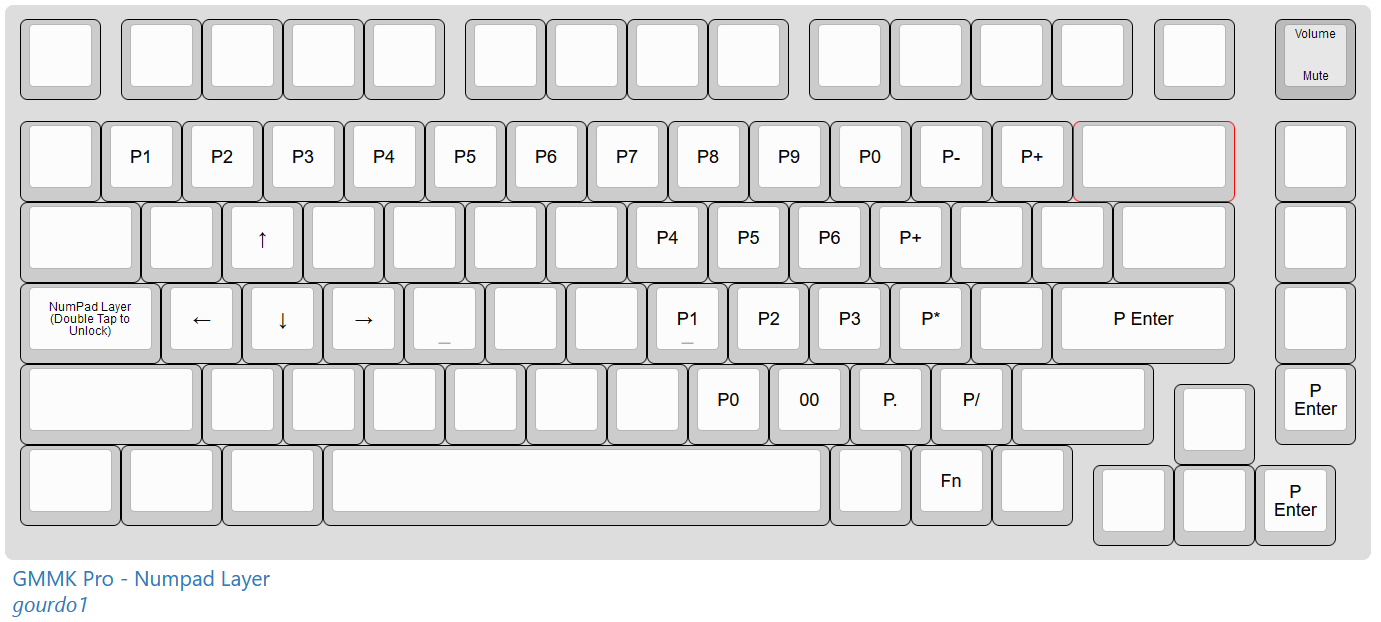 Volume
Mute
P1 P2 P3 P4 P5 P6 P7 P8 P9 P0 P- P+
↑ P4 P5 P6 P+
NumPad Layer
(Double Tap to
Unlock)
← ↓ → _ P1 P2 P3 P* P Enter
_
P0 00 P. P/ P
Enter
Fn P
Enter
GMMK Pro - Numpad Layer
gourdo1